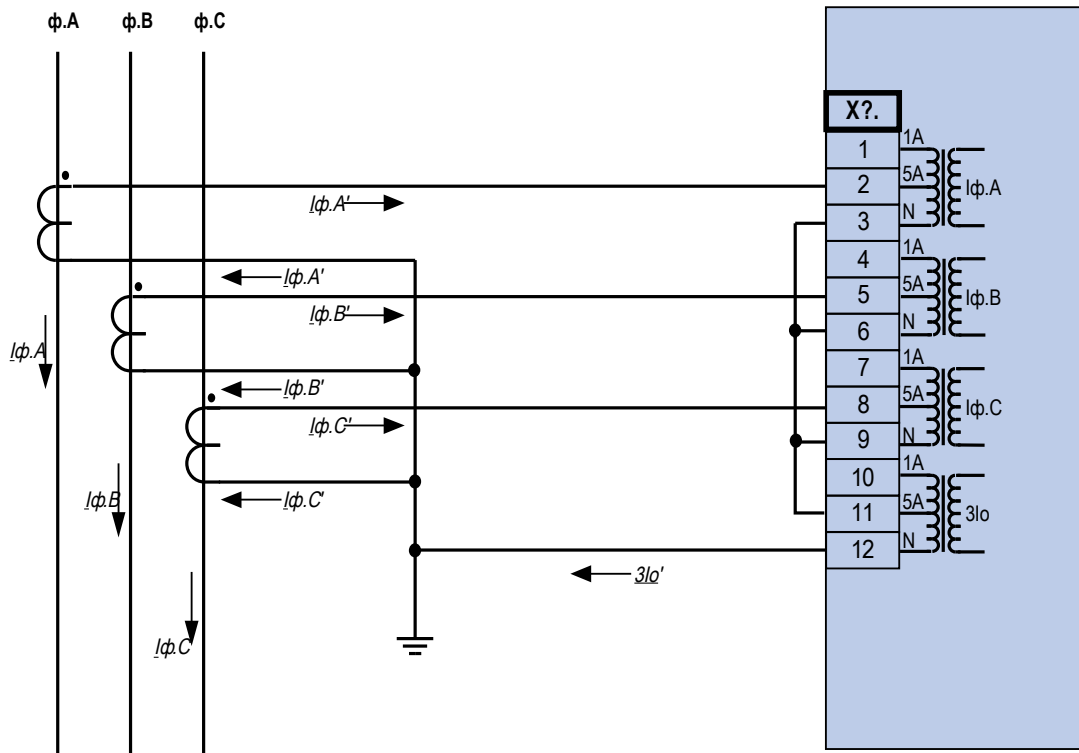 ф.А ф.В ф.С
X?.
1 1А
2 5А Iф.А
3 N
Iф.А'
4 1А
Iф.А'
5 5А Iф.В
Iф.В'
6 N
Iф.А
7 1А
Iф.В'
8 5А Iф.С
Iф.С'
9 N
10 1А
Iф.В
Iф.С'
11 5А 3Io
12 N
3Io'
Iф.С